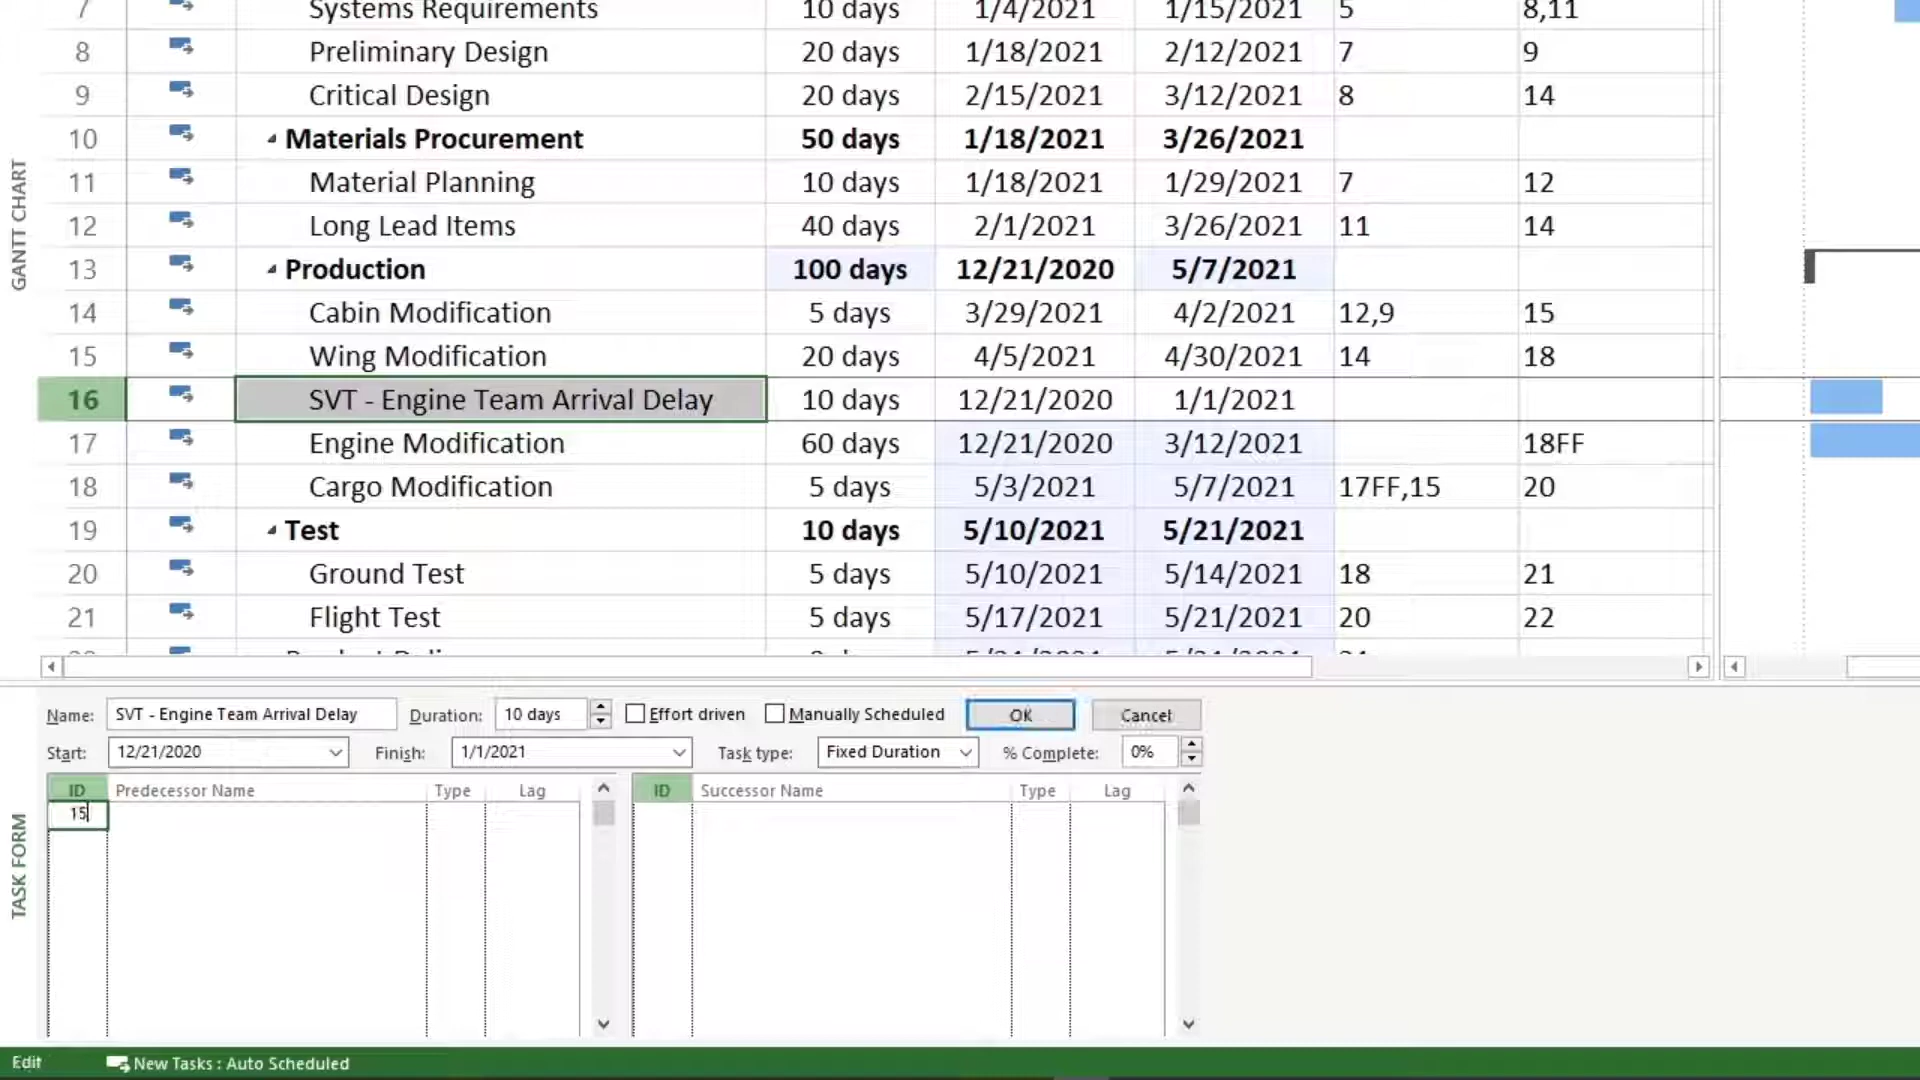 7 Systems Requirements 10 days 1/4/2021 1/15/2021 5 8,11
8 Preliminary Design 20 days 1/18/2021 2/12/2021 7 9
9 Critical Design 20 days 2/15/2021 3/12/2021 8 14
10 Materials Procurement 50 days 1/18/2021 3/26/2021
11 Material Planning 10 days 1/18/2021 1/29/2021 7 12
12 Long Lead Items 40 days 2/1/2021 3/26/2021 11 14
13 Production 100 days 12/21/2020 5/7/2021
14 Cabin Modification 5 days 3/29/2021 4/2/2021 12,9 15
15 Wing Modification 20 days 4/5/2021 4/30/2021 14 18
16 SVT - Engine Team Arrival Delay 10 days 12/21/2020 1/1/2021
17 Engine Modification 60 days 12/21/2020 3/12/2021 18FF
18 Cargo Modification 5 days 5/3/2021 5/7/2021 17FF,15 20
19 Test 10 days 5/10/2021 5/21/2021
20 Ground Test 5 days 5/10/2021 5/14/2021 18 21
21 Flight Test 5 days 5/17/2021 5/21/2021 20 22
GANTT CHART
Name: SVT - Engine Team Arrival Delay Duration: 10 days Effort driven Manually Scheduled OK Cancel
Start: 12/21/2020 Finish: 1/1/2021 Task type: Fixed Duration % Complete: 0%
ID Predecessor Name Type Lag ID Successor Name Type Lag
15
TASK FORM
Edit New Tasks : Auto Scheduled